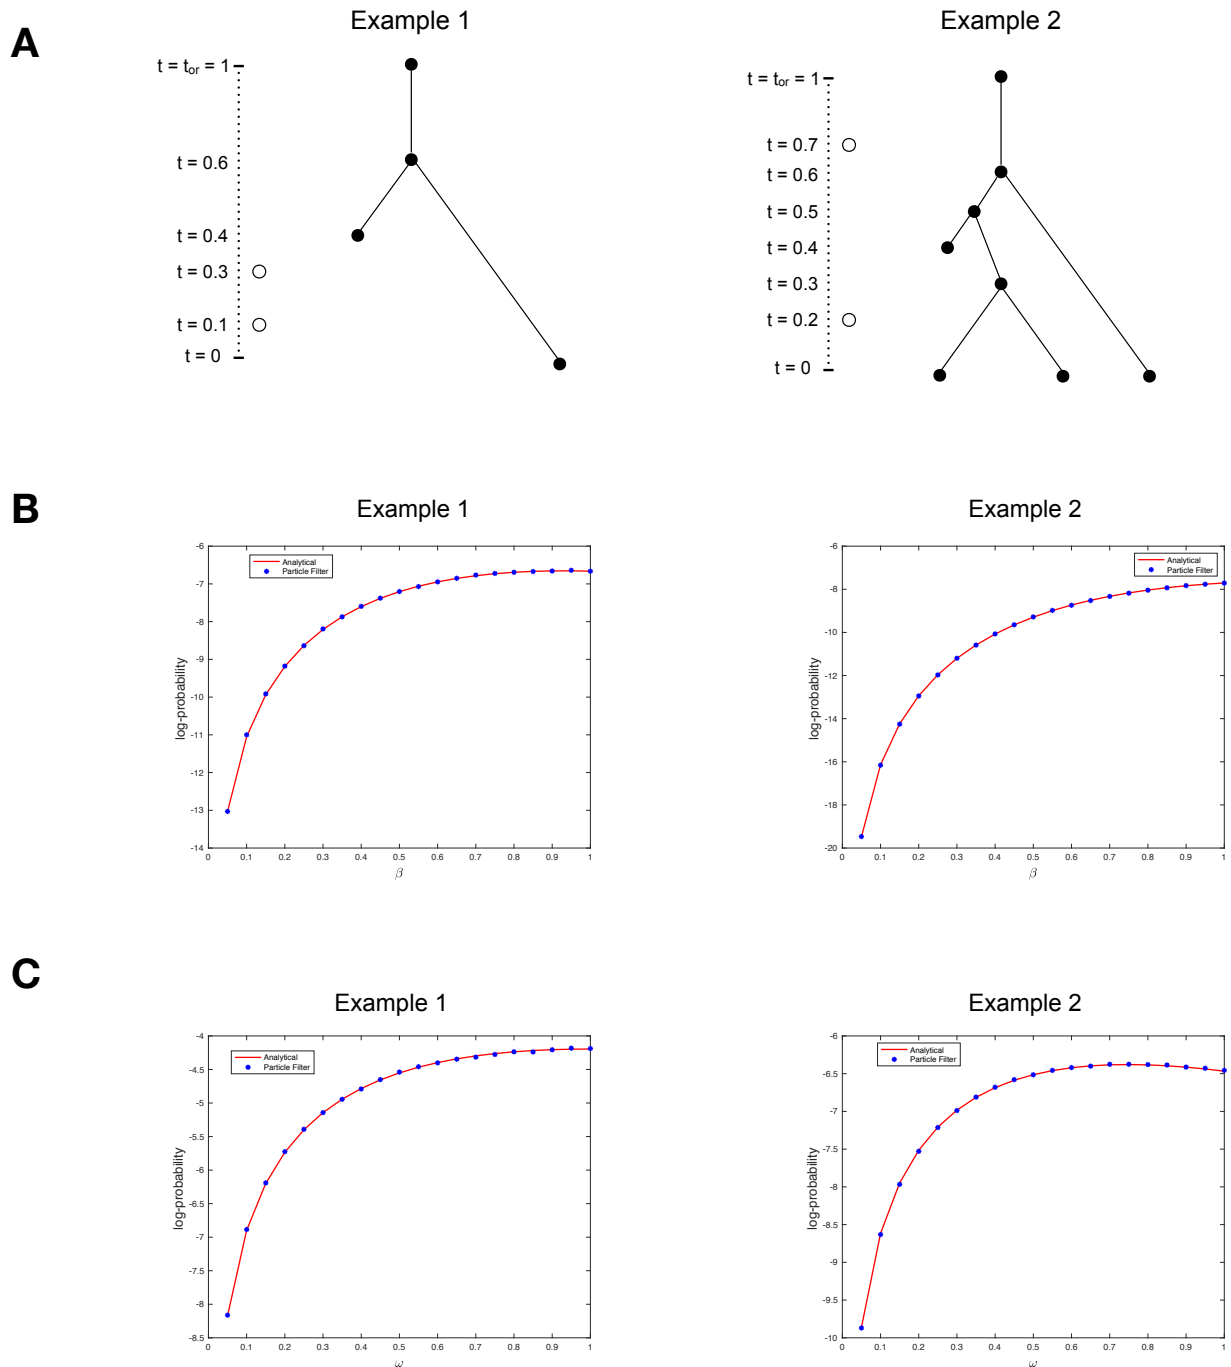 A
Example 1
Example 2
t = tor = 1
t = 0.6
t = 0.4
t = 0.3
t = 0.1
t = 0
t = tor = 1
t = 0.7
t = 0.6
t = 0.5
t = 0.4
t = 0.3
t = 0.2
t = 0
B
Example 1
Example 2
Analytical
Particle Filter
-6
-7
-8
-9
-10
-11
-12
-13
-14
log-probability
0 0.1 0.2 0.3 0.4 0.5 0.6 0.7 0.8 0.9 1
β
Analytical
Particle Filter
-6
-8
-10
-12
-14
-16
-18
-20
log-probability
0 0.1 0.2 0.3 0.4 0.5 0.6 0.7 0.8 0.9 1
β
C
Example 1
Example 2
Analytical
Particle Filter
-4
-4.5
-5
-5.5
-6
-6.5
-7
-7.5
-8
-8.5
log-probability
0 0.1 0.2 0.3 0.4 0.5 0.6 0.7 0.8 0.9 1
ω
Analytical
Particle Filter
-6
-6.5
-7
-7.5
-8
-8.5
-9
-9.5
-10
log-probability
0 0.1 0.2 0.3 0.4 0.5 0.6 0.7 0.8 0.9 1
ω